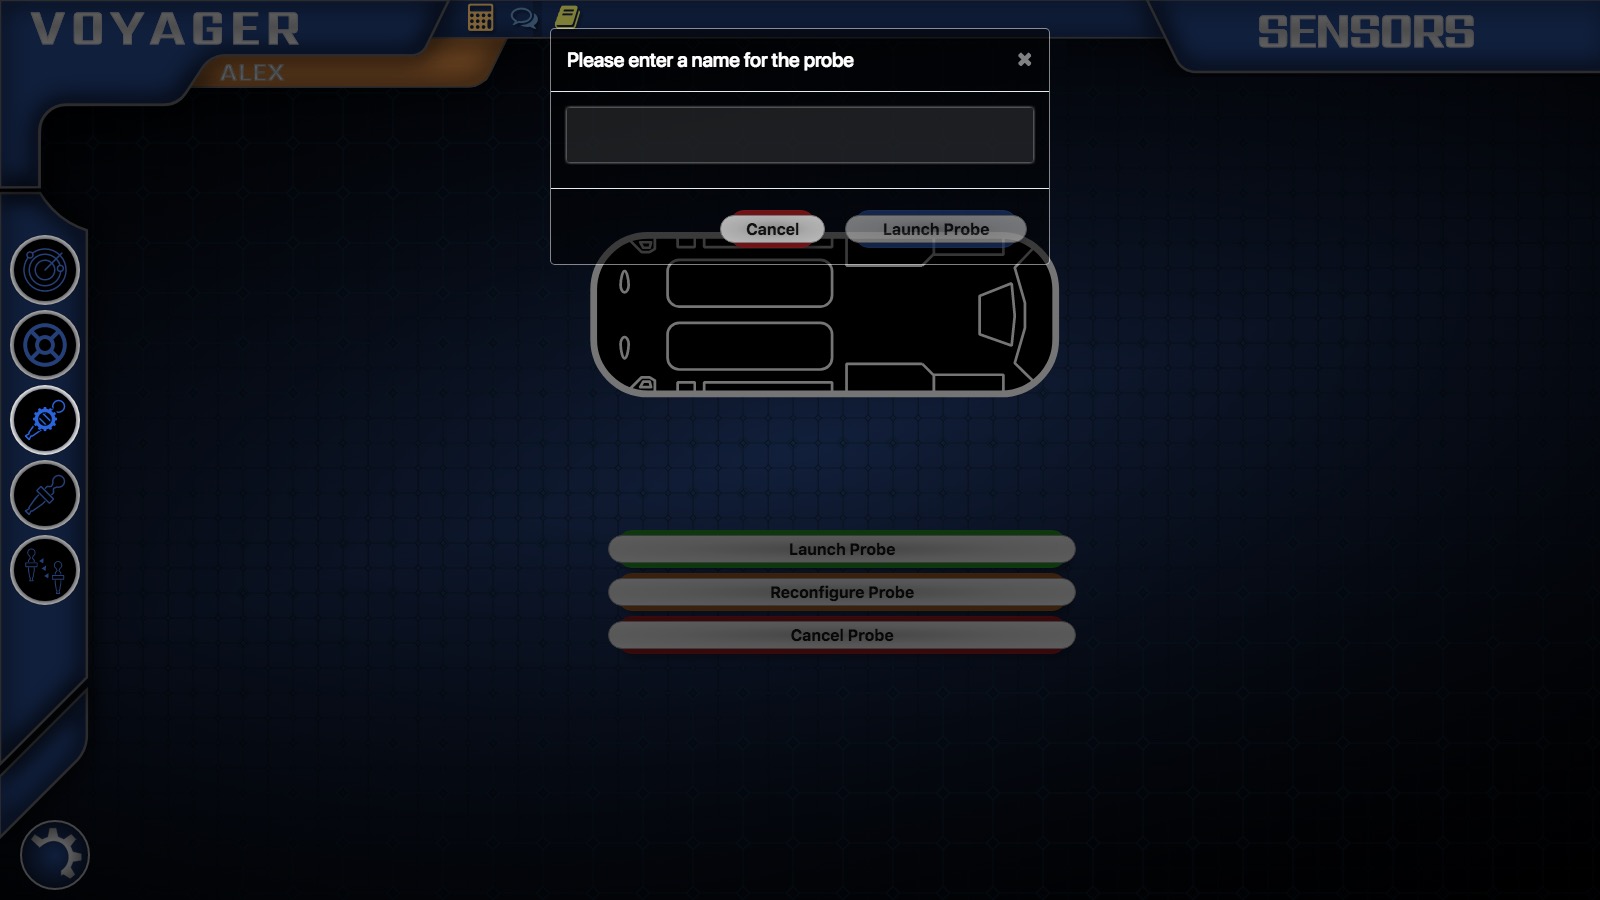 VOYAGER
ALEX
SENSORS
Please enter a name for the probe
Cancel
Launch Probe
Launch Probe
Reconfigure Probe
Cancel Probe